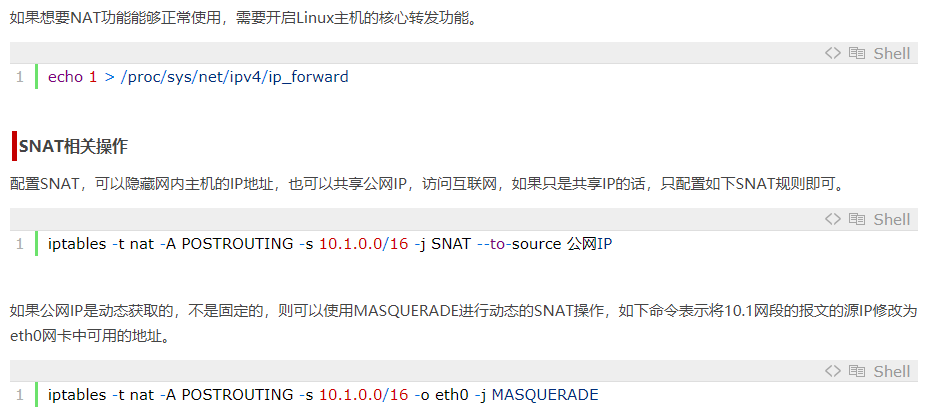 如果想要NAT功能能够正常使用，需要开启Linux主机的核心转发功能。
Shell
1 echo 1 > /proc/sys/net/ipv4/ip_forward
SNAT相关操作
配置SNAT，可以隐藏网内主机的IP地址，也可以共享公网IP，访问互联网，如果只是共享IP的话，只配置如下SNAT规则即可。
Shell
1 iptables -t nat -A POSTROUTING -s 10.1.0.0/16 -j SNAT --to-source 公网IP
如果公网IP是动态获取的，不是固定的，则可以使用MASQUERADE进行动态的SNAT操作，如下命令表示将10.1网段的报文的源IP修改为
eth0网卡中可用的地址。
Shell
1 iptables -t nat -A POSTROUTING -s 10.1.0.0/16 -o eth0 -j MASQUERADE